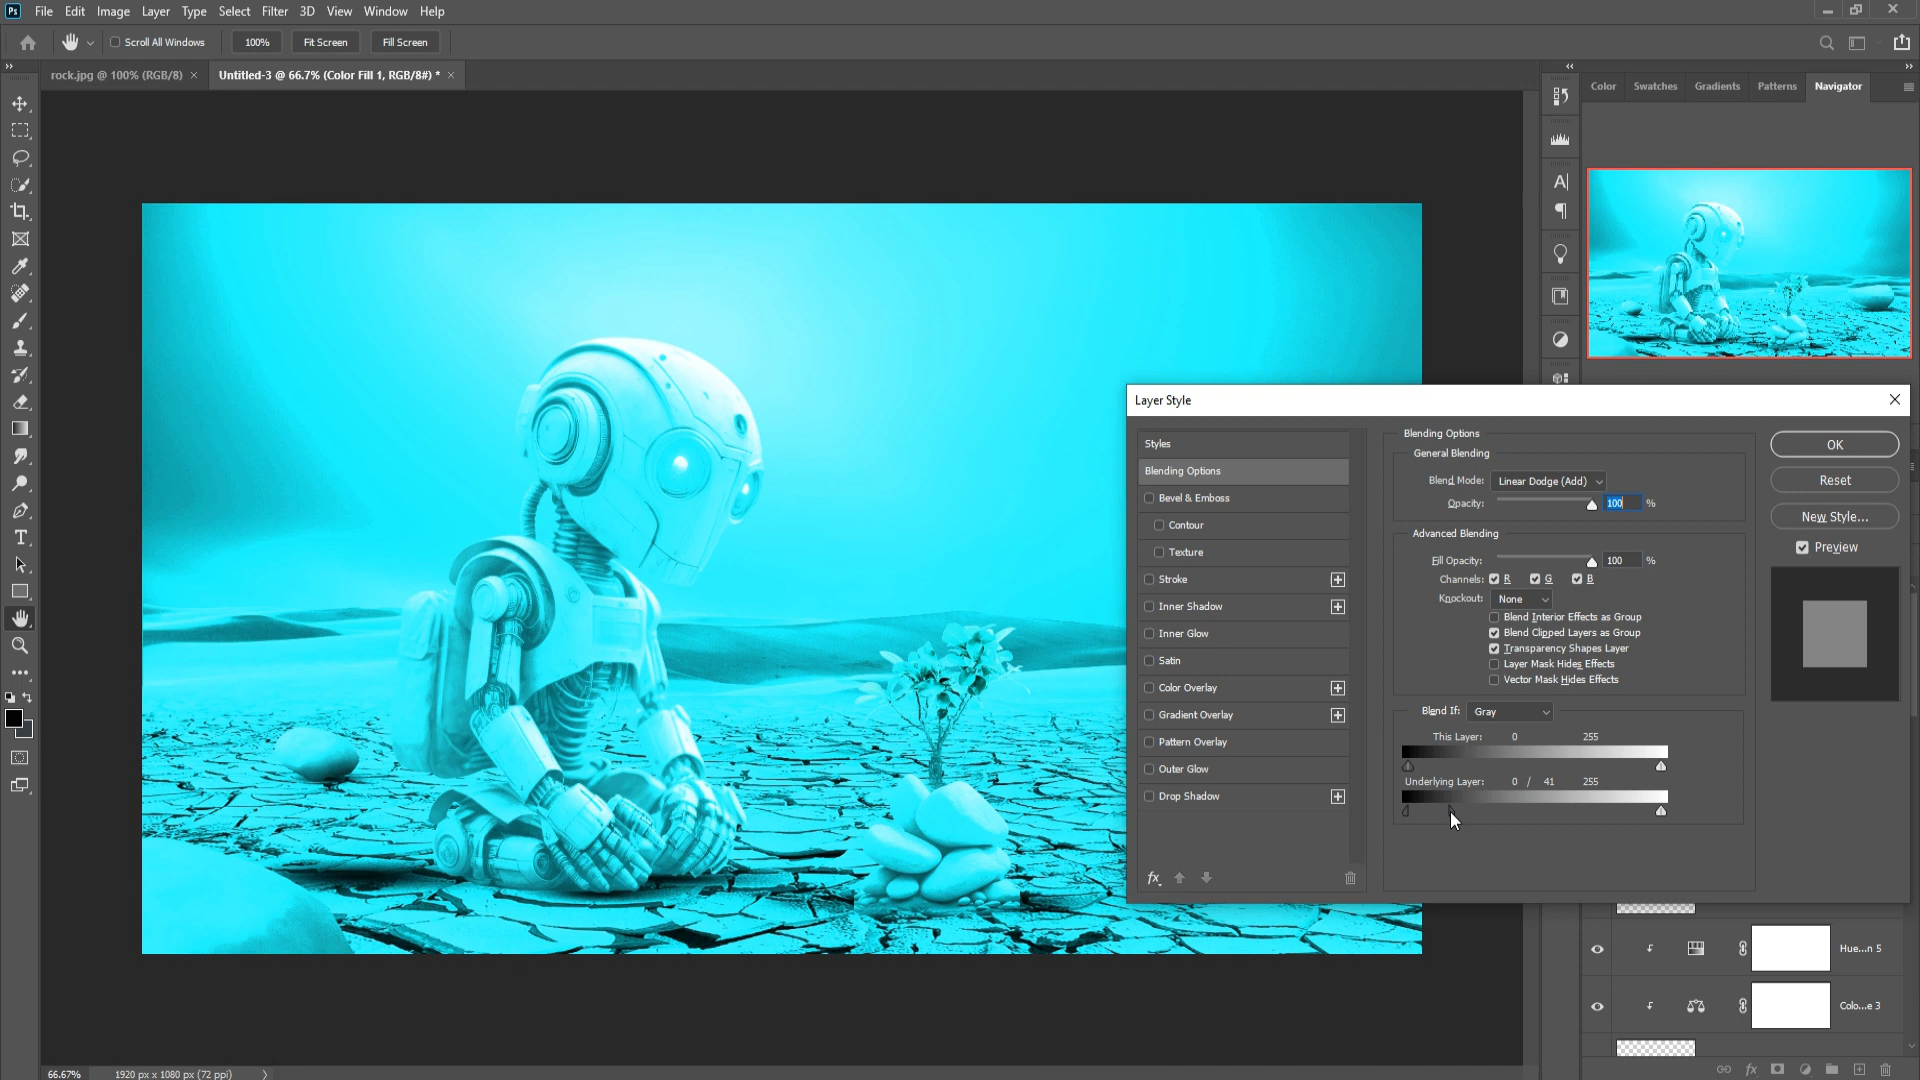 Ps File Edit Image Layer Type Select Filter 3D View Window Help
Scroll All Windows 100% Fit Screen Fill Screen
rock.jpg @ 100% (RGB/8) × Untitled-3 @ 66.7% (Color Fill 1, RGB/8#) * ×
Color Swatches Gradients Patterns Navigator
Layer Style
Styles
Blending Options
Bevel & Emboss
Contour
Texture
Stroke
Inner Shadow
Inner Glow
Satin
Color Overlay
Gradient Overlay
Pattern Overlay
Outer Glow
Drop Shadow
fx
Blending Options
General Blending
Blend Mode: Linear Dodge (Add)
Opacity: 100 %
Advanced Blending
Fill Opacity: 100 %
Channels: R G B
Knockout: None
Blend Interior Effects as Group
Blend Clipped Layers as Group
Transparency Shapes Layer
Layer Mask Hides Effects
Vector Mask Hides Effects
Blend If: Gray
This Layer: 0 255
Underlying Layer: 0 / 41 255
OK
Reset
New Style...
Preview
Hue...n 5
Colo...e 3
fx
66.67% 1920 px x 1080 px (72 ppi)